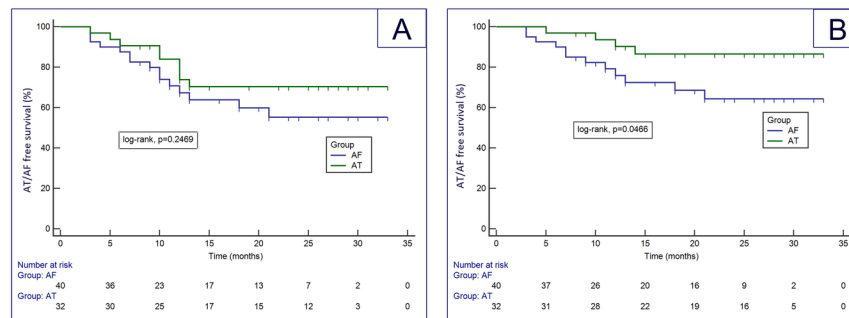 A
AT/AF free survival (%)
100
80
60
40
20
0
log-rank, p=0.2469
Group
AF
AT
0 5 10 15 20 25 30 35
Time (months)
Number at risk
Group: AF
40 36 23 17 13 7 2 0
Group: AT
32 30 25 17 15 12 3 0
B
AT/AF free survival (%)
100
80
60
40
20
0
log-rank, p=0.0466
Group
AF
AT
0 5 10 15 20 25 30 35
Time (months)
Number at risk
Group: AF
40 37 26 20 16 9 2 0
Group: AT
32 31 28 22 19 16 5 0